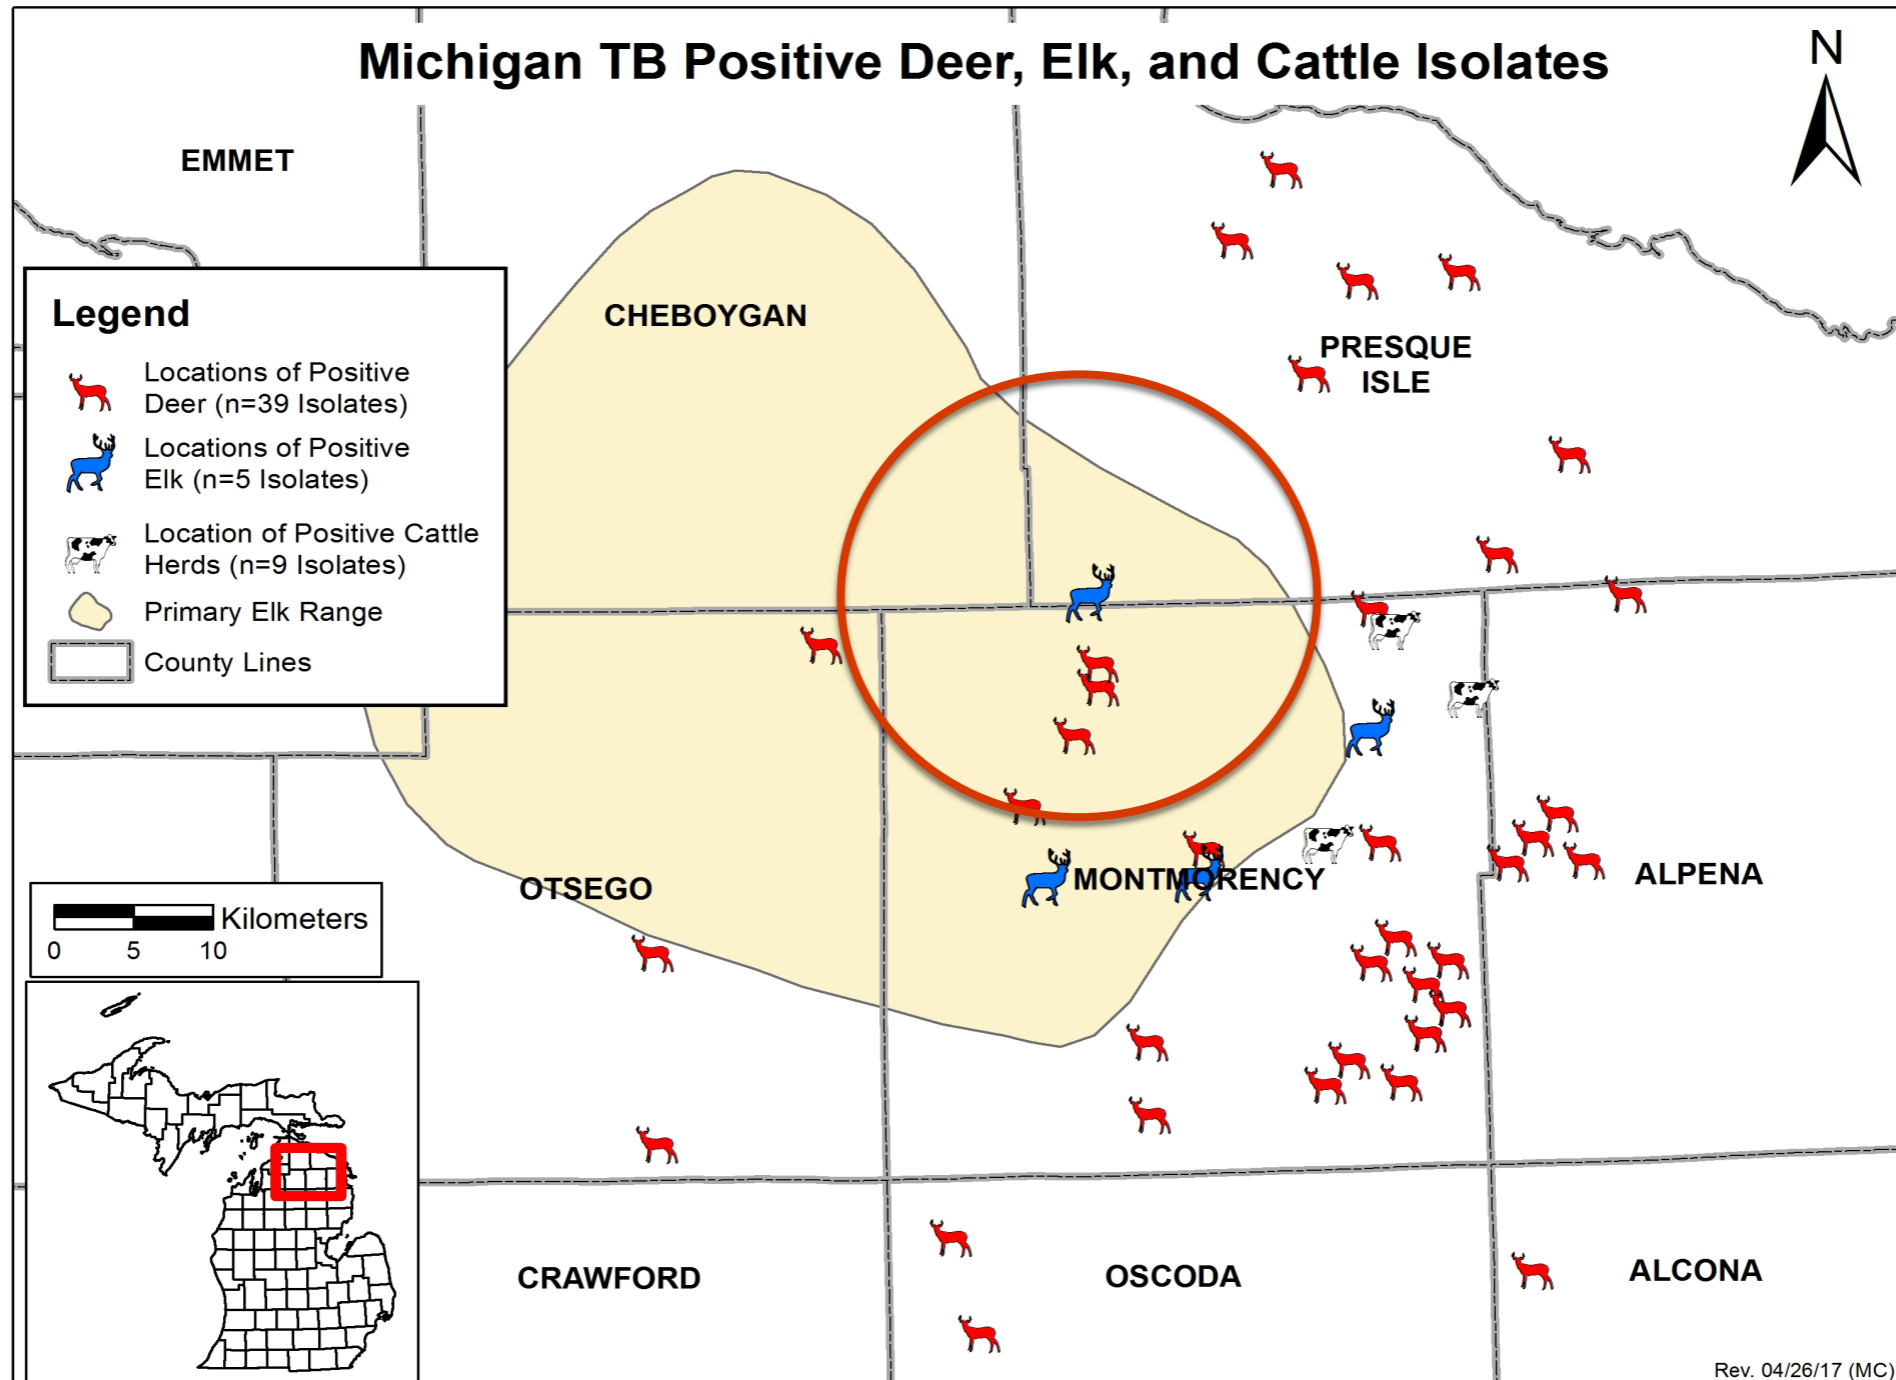 Michigan TB Positive Deer, Elk, and Cattle Isolates
N
EMMET
CHEBOYGAN
PRESQUE
ISLE
Legend
Locations of Positive
Deer (n=39 Isolates)
Locations of Positive
Elk (n=5 Isolates)
Location of Positive Cattle
Herds (n=9 Isolates)
Primary Elk Range
County Lines
OTSEGO
MONTMORENCY
ALPENA
Kilometers
0 5 10
CRAWFORD
OSCODA
ALCONA
Rev. 04/26/17 (MC)